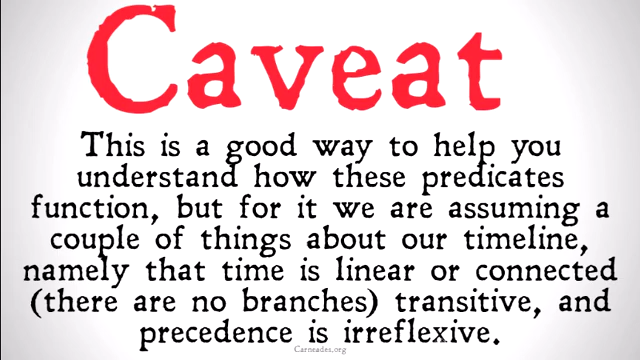 Caveat
This is a good way to help you
understand how these predicates
function, but for it we are assuming a
couple of things about our timeline,
namely that time is linear or connected
(there are no branches) transitive, and
precedence is irreflexive.
Carneades.org